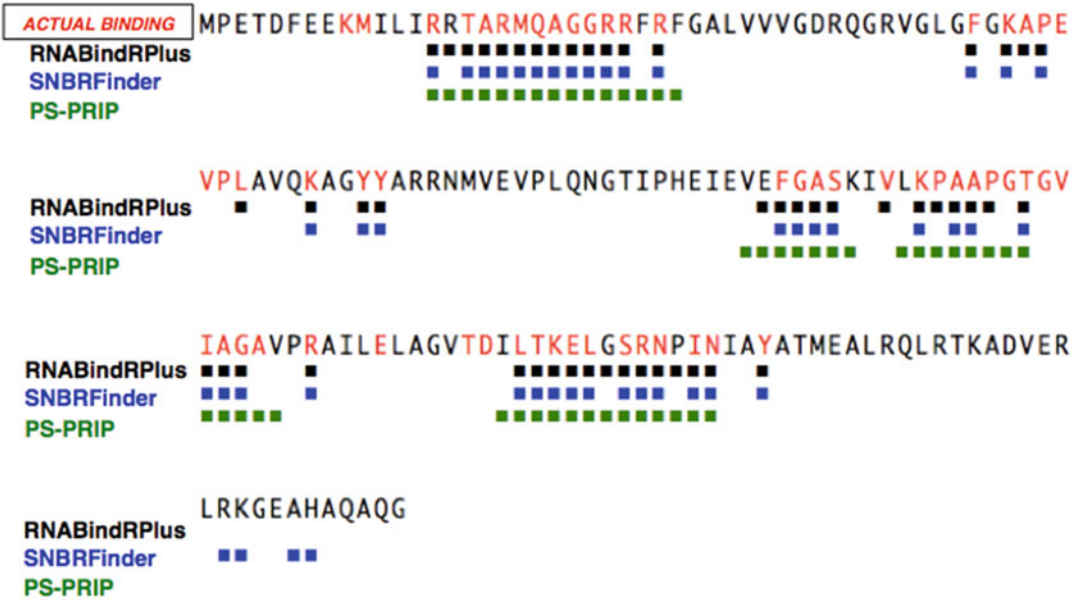 ACTUAL BINDING MPETDFEEKMILIRRTARMQAGGRRFRFGALVVVGDRQGRVGLGFGKAPE
RNABindRPlus
SNBRFinder
PS-PRIP
VPLAVQKAGYYARRNMVEVPLQNGTIPHEIEVEFGASKIVLKPAAPGTGV
RNABindRPlus
SNBRFinder
PS-PRIP
IAGAVPRAILELAGVTDILTKELGSRNPINIAYATMEALRQLRTKADVER
RNABindRPlus
SNBRFinder
PS-PRIP
LRKGEAHAQAQG
RNABindRPlus
SNBRFinder
PS-PRIP